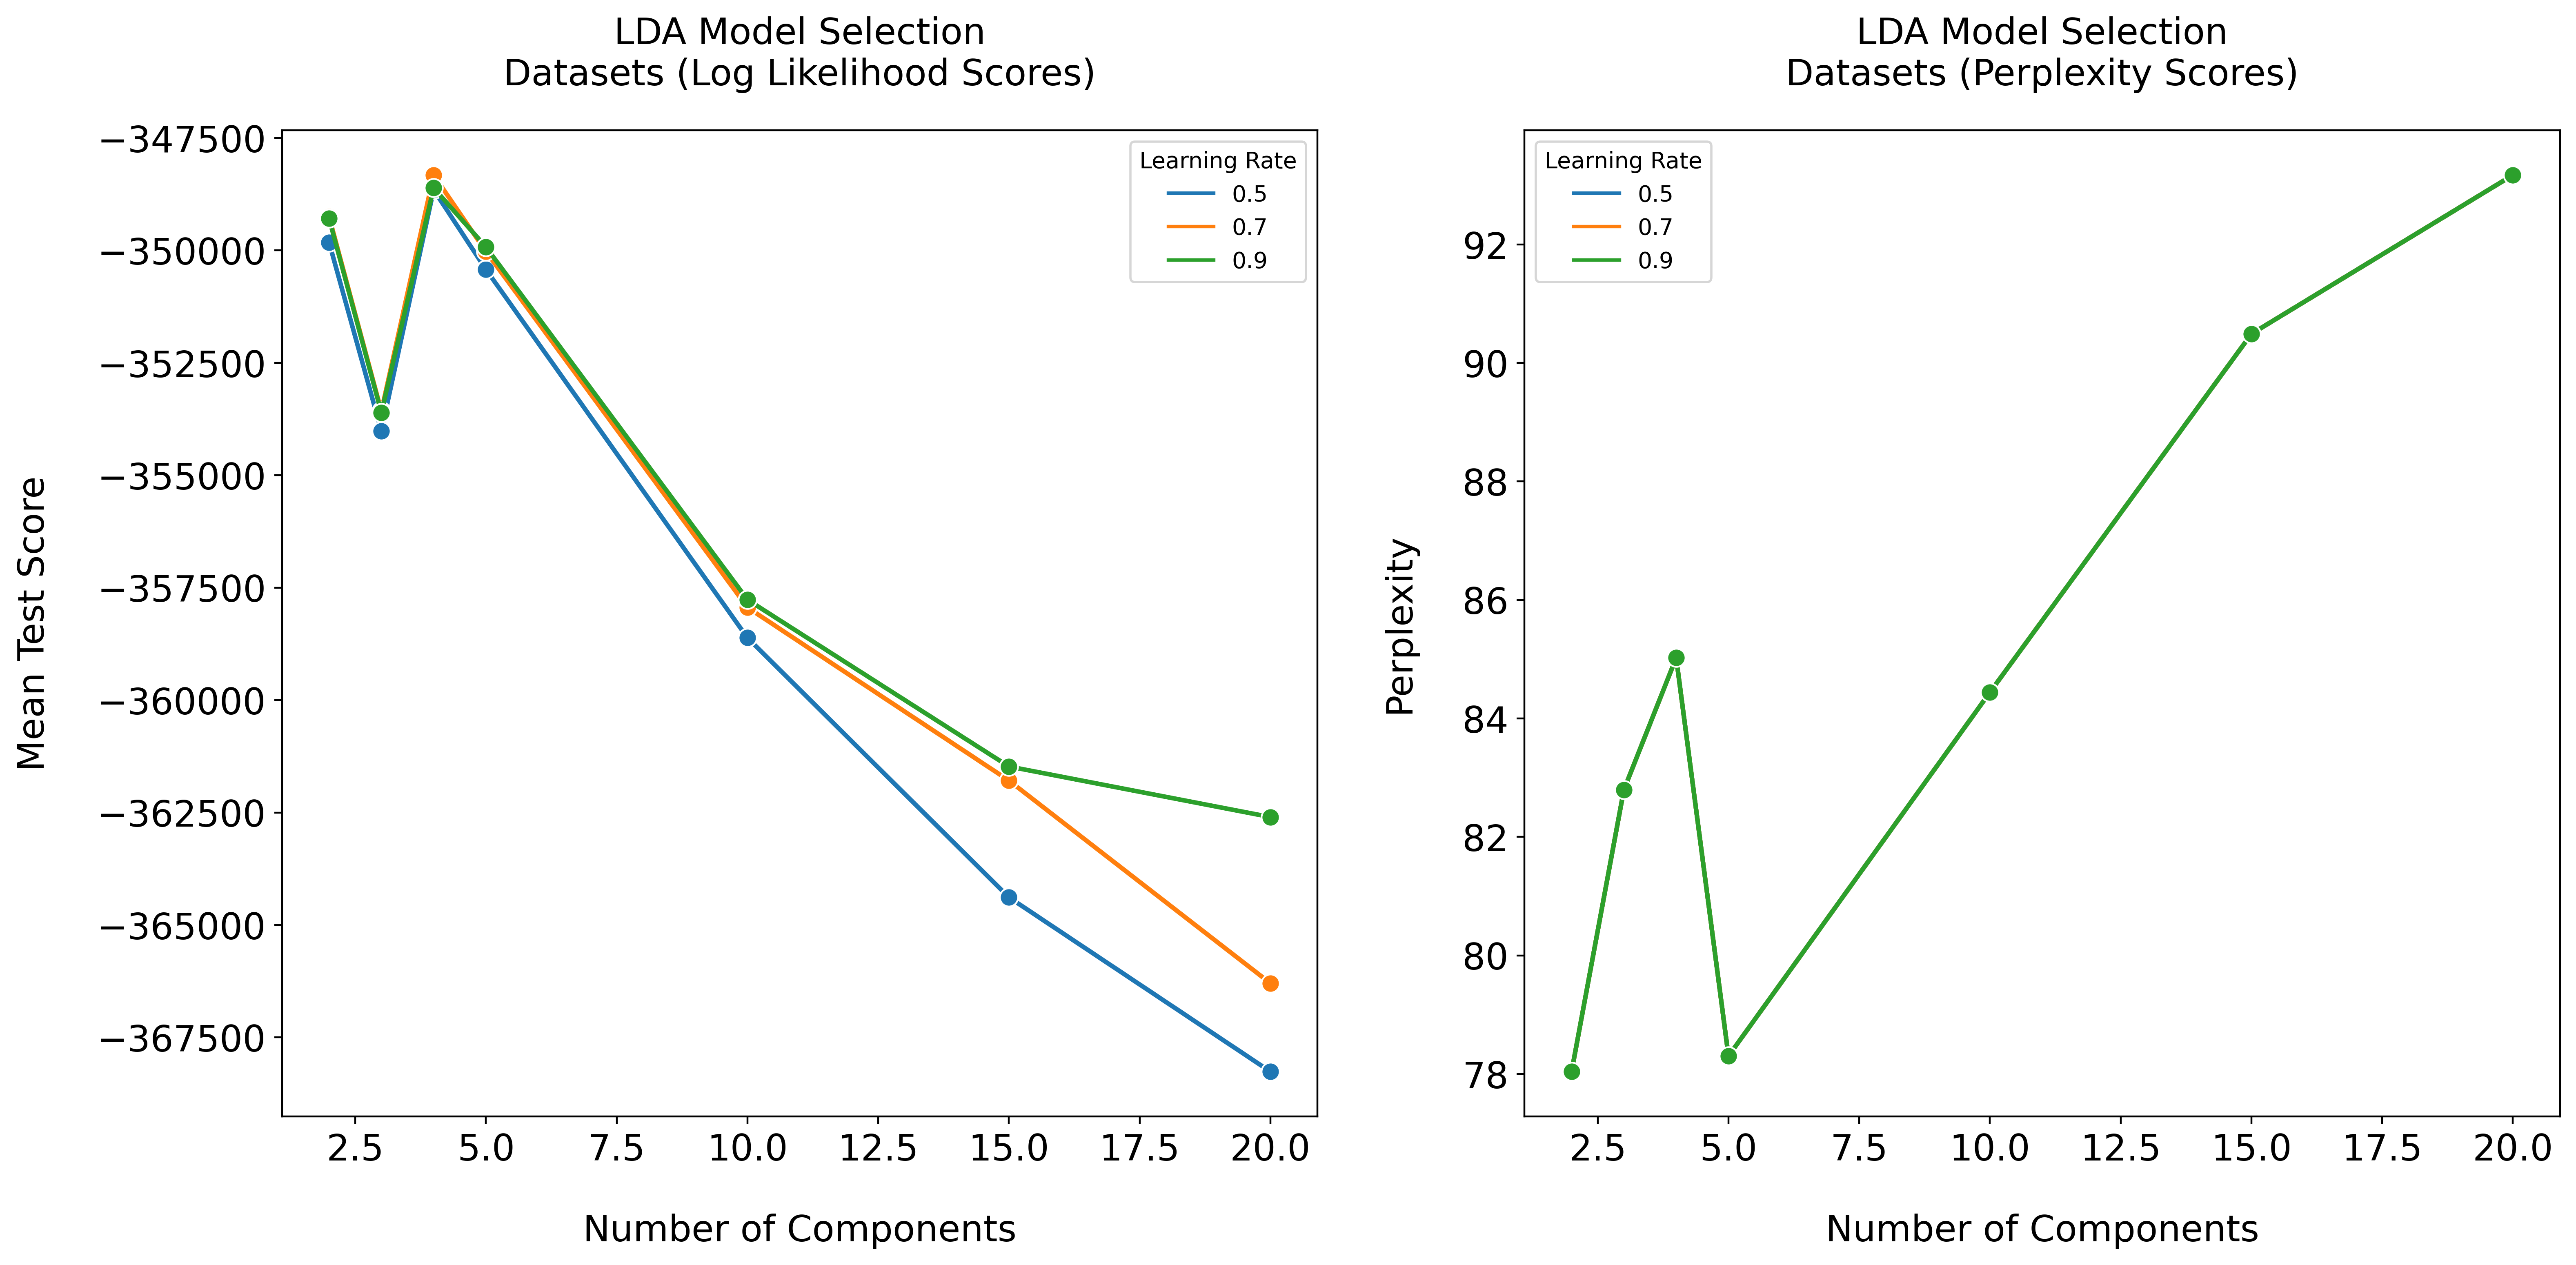 LDA Model Selection
Datasets (Log Likelihood Scores)
−347500
−350000
−352500
−355000
−357500
−360000
−362500
−365000
−367500
Mean Test Score
Learning Rate
0.5
0.7
0.9
2.5 5.0 7.5 10.0 12.5 15.0 17.5 20.0
Number of Components
LDA Model Selection
Datasets (Perplexity Scores)
92
90
88
86
84
82
80
78
Perplexity
Learning Rate
0.5
0.7
0.9
2.5 5.0 7.5 10.0 12.5 15.0 17.5 20.0
Number of Components